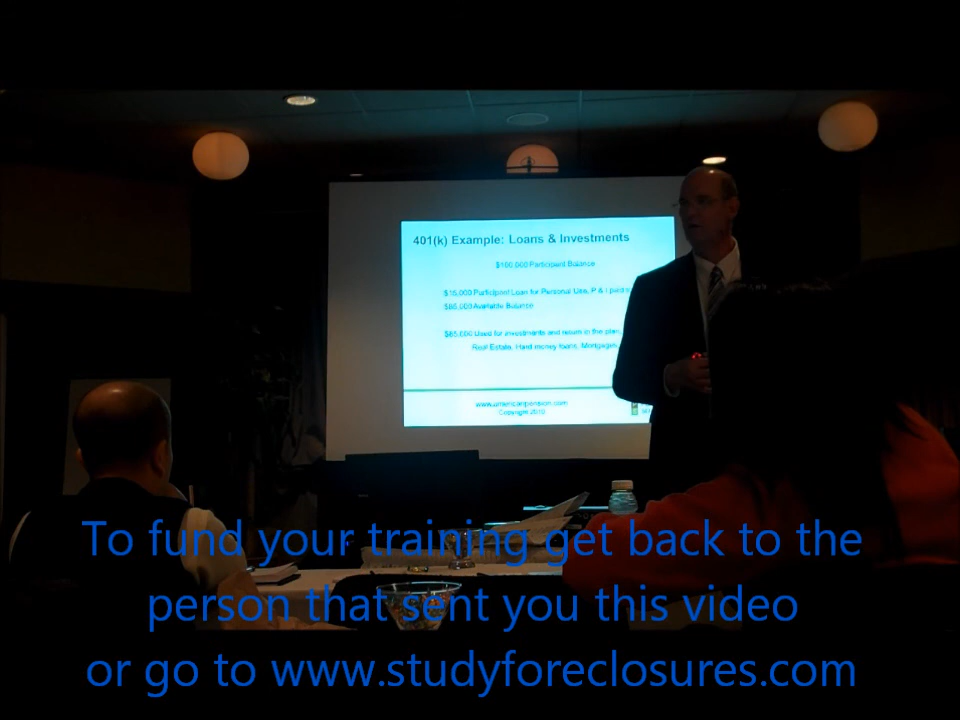 401(k) Example: Loans & Investments
$100,000 Participant Balance
$15,000 Participant Loan for Personal Use, P & I paid
$85,000 Available Balance
$85,000 Used for investments and return in the plan,
Real Estate, Hard money loans, Mortgages
www.americanpension.com
Copyright 2010
To fund your training get back to the
person that sent you this video
or go to www.studyforeclosures.com